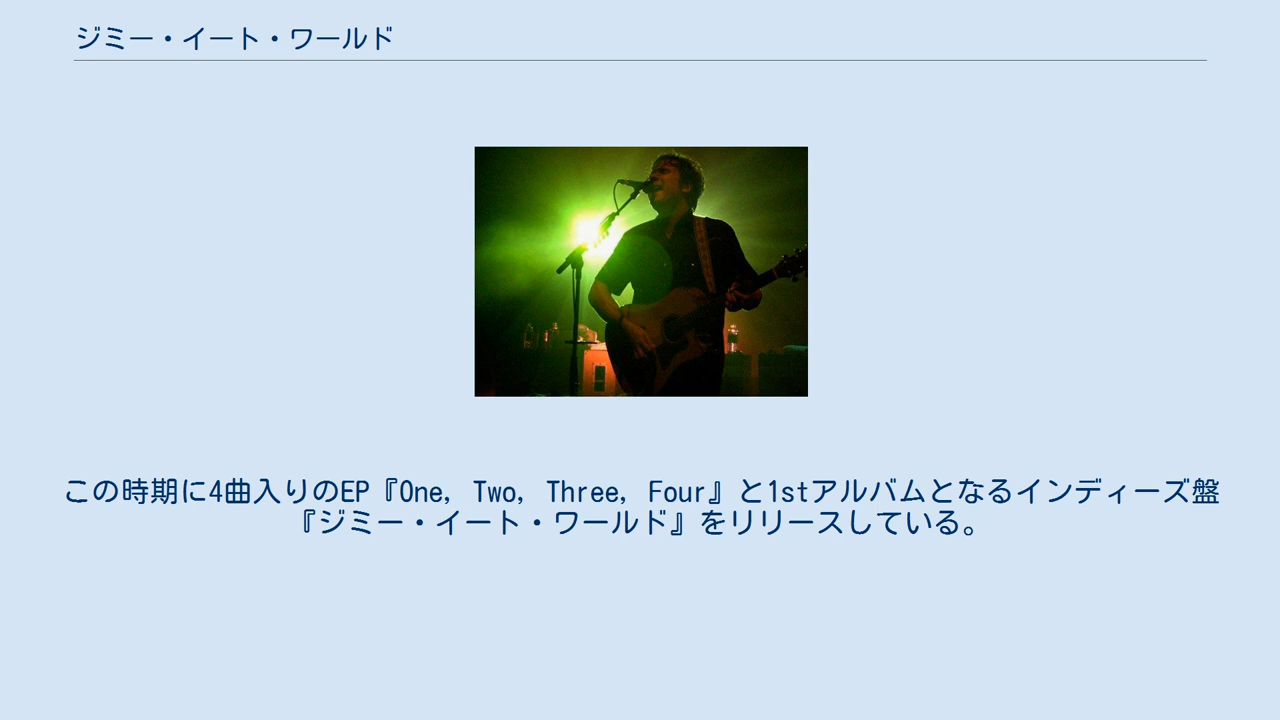 ジミー・イート・ワールド
この時期に4曲入りのEP『One, Two, Three, Four』と1stアルバムとなるインディーズ盤
『ジミー・イート・ワールド』をリリースしている。